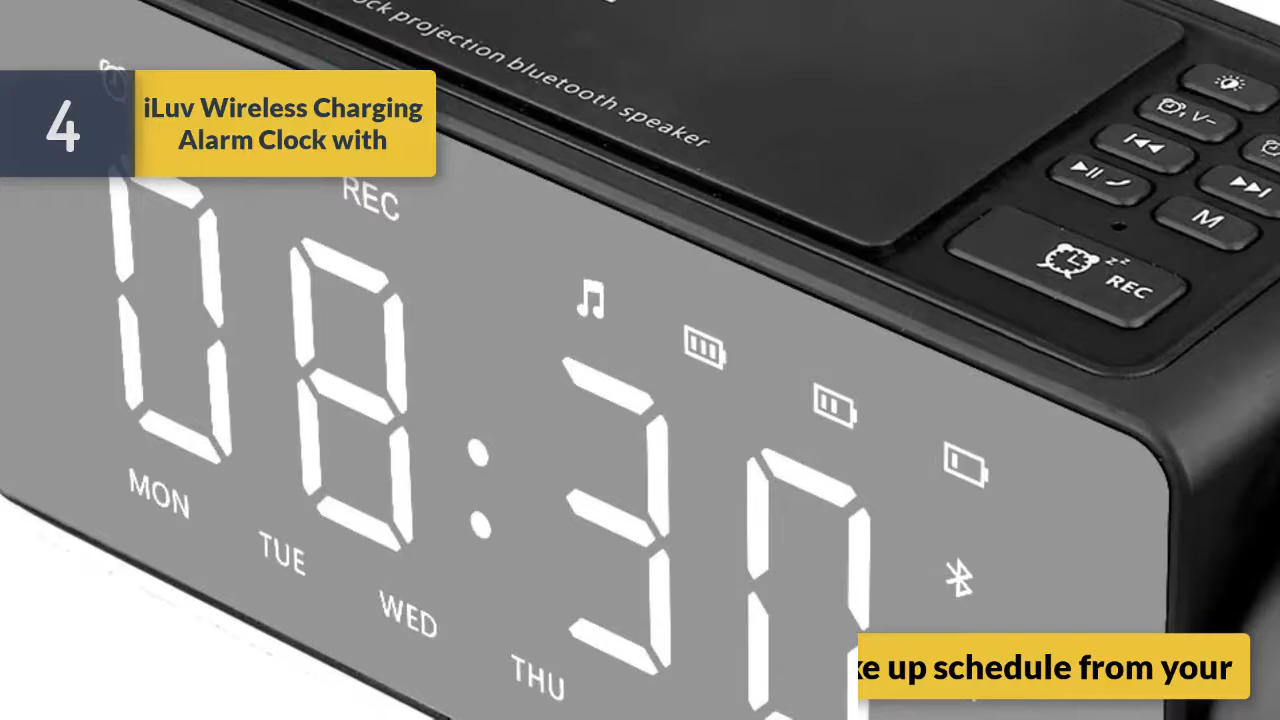 ock projection bluetooth speaker
4
iLuv Wireless Charging
Alarm Clock with
V-
REC
M
REC
08:30
MON
TUE
WED
THU
ke up schedule from your